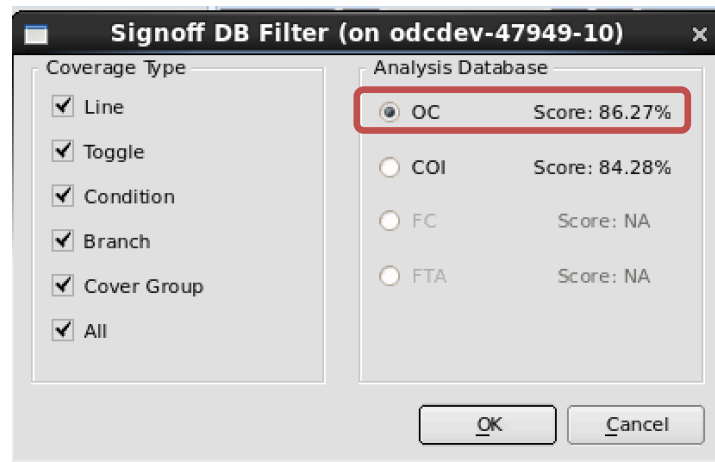 Signoff DB Filter (on odcdev-47949-10)
Coverage Type
Line
Toggle
Condition
Branch
Cover Group
All
Analysis Database
OC Score: 86.27%
COI Score: 84.28%
FC Score: NA
FTA Score: NA
OK Cancel